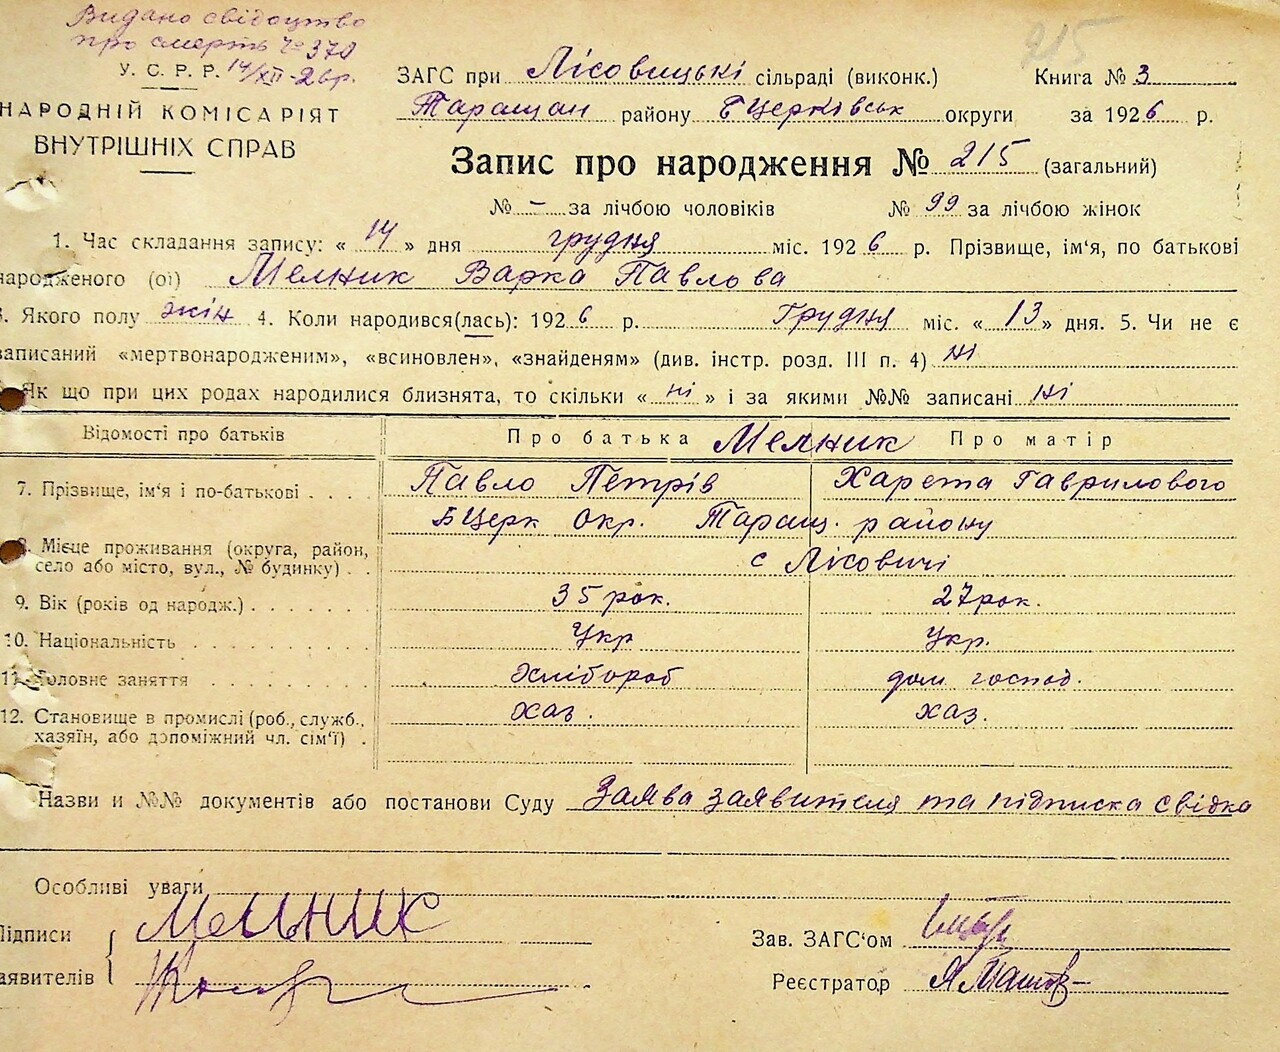 Видано свідоцтво
про смерть № 370
14/XII-26р.
215
У. С. Р. Р.
НАРОДНІЙ КОМІСАРІЯТ
ВНУТРІШНІХ СПРАВ
ЗАГС при Лісовицькі сільраді (виконк.) Книга № 3
Таращан району БЦерківськ округи за 1926 р.
Запис про народження № 215 (загальний)
№ - за лічбою чоловіків № 99 за лічбою жінок
1. Час складання запису: « 14 » дня грудня міс. 1926 р. Прізвище, ім'я, по батькові
народженого (ої) Мелник Варка Павлова
3. Якого полу жін 4. Коли народився(лась): 1926 р. Грудня міс. « 13 » дня. 5. Чи не є
записаний «мертвонародженим», «всиновлен», «знайденям» (див. інстр. розд. III п. 4) ні
Як що при цих родах народилися близнята, то скільки « ні » і за якими №№ записані ні
Відомості про батьків Про батька Мелник Про матір
7. Прізвище, ім'я і по-батькові . . . Павло Петрів Харета Гаврилового
БЦерк Окр. Таращ. району
8. Місце проживання (округа, район,
село або місто, вул., № будинку) . . с Лісовичі
9. Вік (років од народж.) . . . . . . . 35 рок. 27 рок.
10. Національність . . . . . . . . . . Укр Укр.
11. Головне заняття . . . . . . . . . хлібороб дом господ.
12. Становище в промислі (роб., служб., хаз. хаз.
хазяїн, або допоміжний чл. сім'ї) .
Назви и №№ документів або постанови Суду Заява заявителя та підписка свідка
Особливі уваги
Підписи Мельник Зав. ЗАГС'ом
заявителів Реєстратор